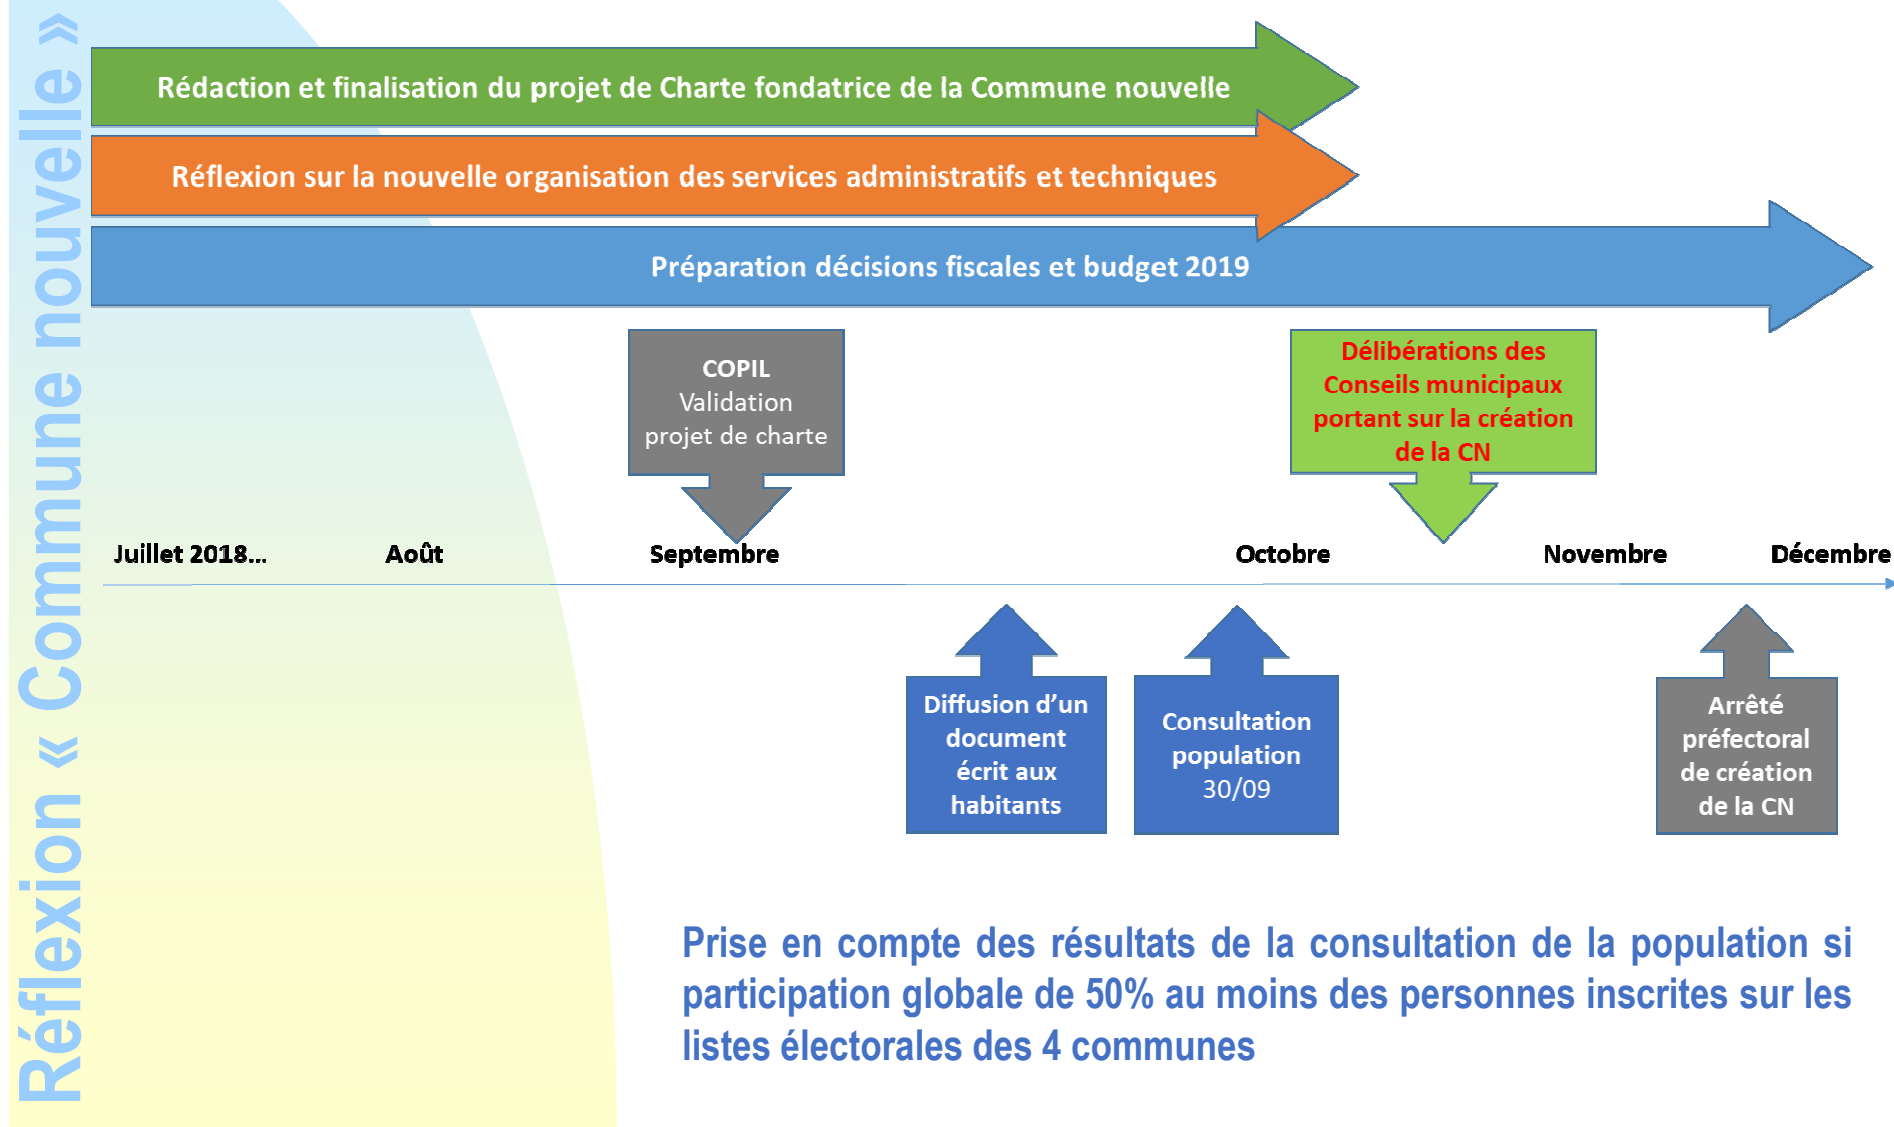 Réflexion « Commune nouvelle »
Rédaction et finalisation du projet de Charte fondatrice de la Commune nouvelle
Réflexion sur la nouvelle organisation des services administratifs et techniques
Préparation décisions fiscales et budget 2019
COPIL
Validation
projet de charte
Délibérations des
Conseils municipaux
portant sur la création
de la CN
Juillet 2018... Août Septembre Octobre Novembre Décembre
Diffusion d’un
document
écrit aux
habitants
Consultation
population
30/09
Arrêté
préfectoral
de création
de la CN
Prise en compte des résultats de la consultation de la population si
participation globale de 50% au moins des personnes inscrites sur les
listes électorales des 4 communes